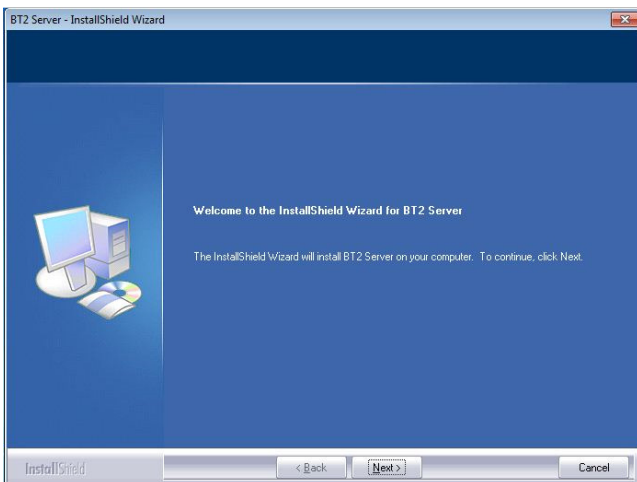 BT2 Server - InstallShield Wizard
Welcome to the InstallShield Wizard for BT2 Server
The InstallShield Wizard will install BT2 Server on your computer. To continue, click Next.
InstallShield
< Back
Next >
Cancel